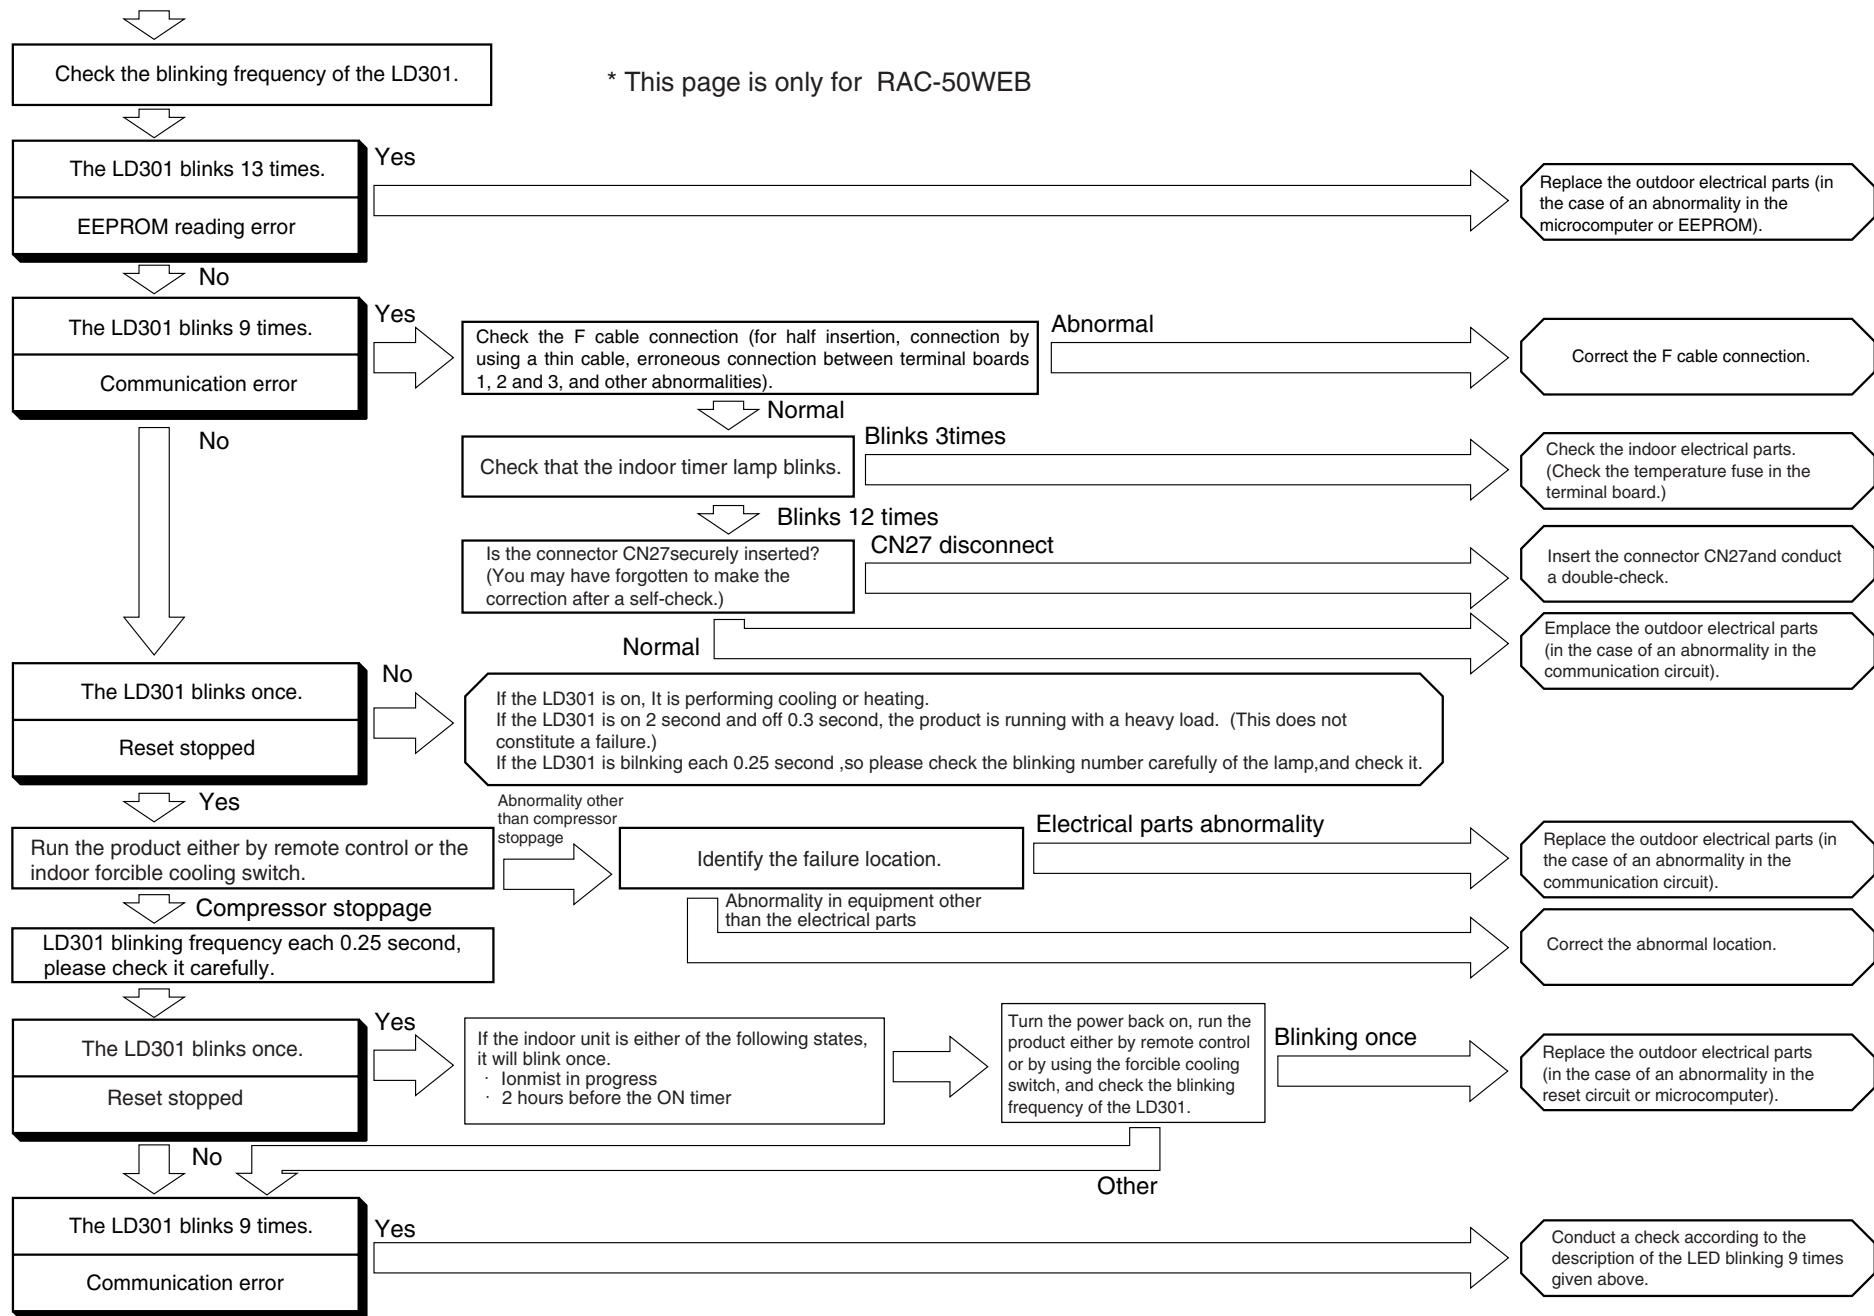 Check the blinking frequency of the LD301.
* This page is only for RAC-50WEB
The LD301 blinks 13 times.
EEPROM reading error
Yes
Replace the outdoor electrical parts (in
the case of an abnormality in the
microcomputer or EEPROM).
No
The LD301 blinks 9 times.
Communication error
Yes
Check the F cable connection (for half insertion, connection by
using a thin cable, erroneous connection between terminal boards
1, 2 and 3, and other abnormalities).
Abnormal
Correct the F cable connection.
No
Normal
Check that the indoor timer lamp blinks.
Blinks 3times
Check the indoor electrical parts.
(Check the temperature fuse in the
terminal board.)
Blinks 12 times
Is the connector CN27securely inserted?
(You may have forgotten to make the
correction after a self-check.)
CN27 disconnect
Insert the connector CN27and conduct
a double-check.
Normal
Emplace the outdoor electrical parts
(in the case of an abnormality in the
communication circuit).
The LD301 blinks once.
Reset stopped
No
If the LD301 is on, It is performing cooling or heating.
If the LD301 is on 2 second and off 0.3 second, the product is running with a heavy load. (This does not
constitute a failure.)
If the LD301 is bilnking each 0.25 second ,so please check the blinking number carefully of the lamp,and check it.
Yes
Run the product either by remote control or the
indoor forcible cooling switch.
Abnormality other
than compressor
stoppage
Identify the failure location.
Electrical parts abnormality
Replace the outdoor electrical parts (in
the case of an abnormality in the
communication circuit).
Abnormality in equipment other
than the electrical parts
Correct the abnormal location.
Compressor stoppage
LD301 blinking frequency each 0.25 second,
please check it carefully.
The LD301 blinks once.
Reset stopped
Yes
If the indoor unit is either of the following states,
it will blink once.
· Ionmist in progress
· 2 hours before the ON timer
Turn the power back on, run the
product either by remote control
or by using the forcible cooling
switch, and check the blinking
frequency of the LD301.
Blinking once
Replace the outdoor electrical parts
(in the case of an abnormality in the
reset circuit or microcomputer).
No
Other
The LD301 blinks 9 times.
Communication error
Yes
Conduct a check according to the
description of the LED blinking 9 times
given above.